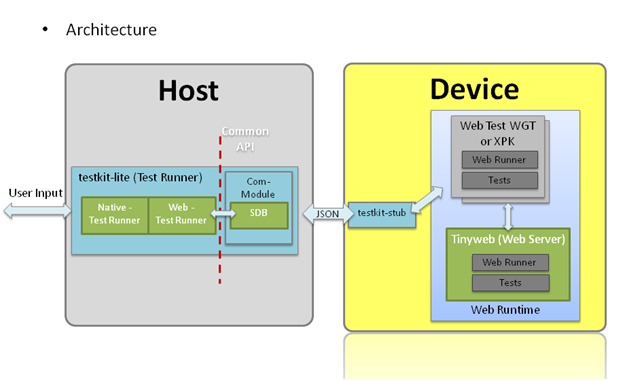 • Architecture
Host
Device
Common
API
Web Test WGT
or XPK
Web Runner
Tests
testkit-lite (Test Runner)
Com-
Module
User Input
Native -
Test Runner
Web -
Test Runner
SDB
JSON
testkit-stub
Tinyweb (Web Server)
Web Runner
Tests
Web Runtime